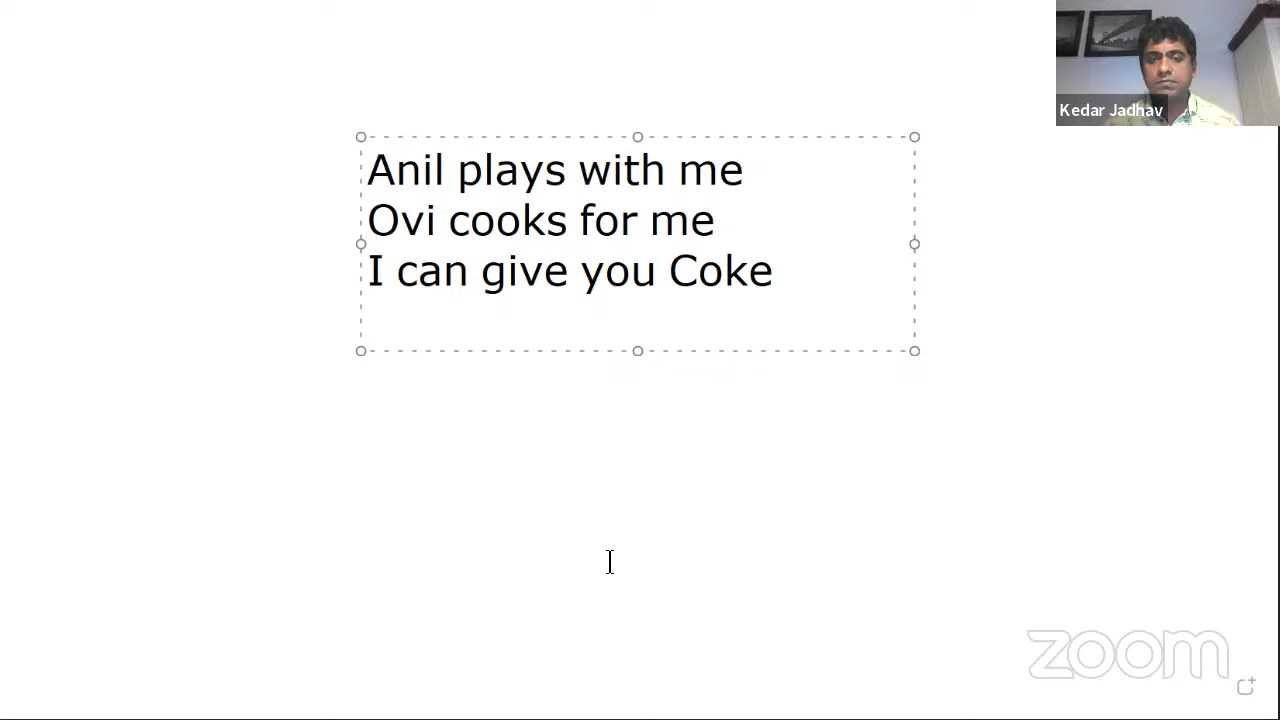 Kedar Jadhav
Anil plays with me
Ovi cooks for me
I can give you Coke
zoom